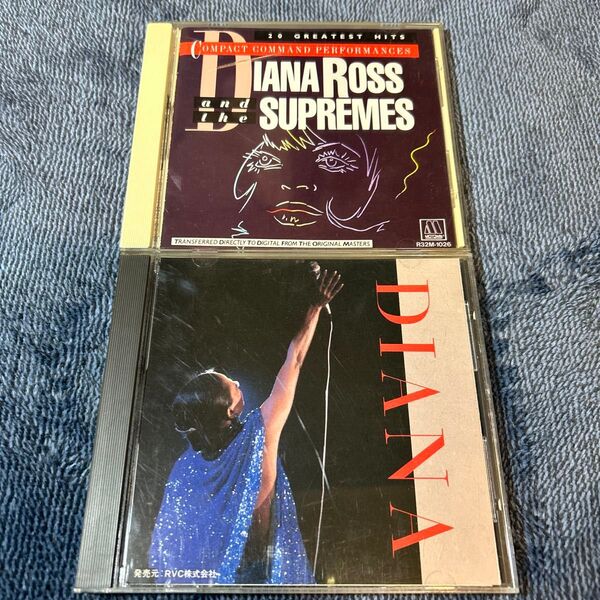 20 GREATEST HITS
COMPACT COMMAND PERFORMANCES
DIANA ROSS
and the
SUPREMES
TRANSFERRED DIRECTLY TO DIGITAL FROM THE ORIGINAL MASTERS
R32M-1026
DIANA
発売元:RVC株式会社